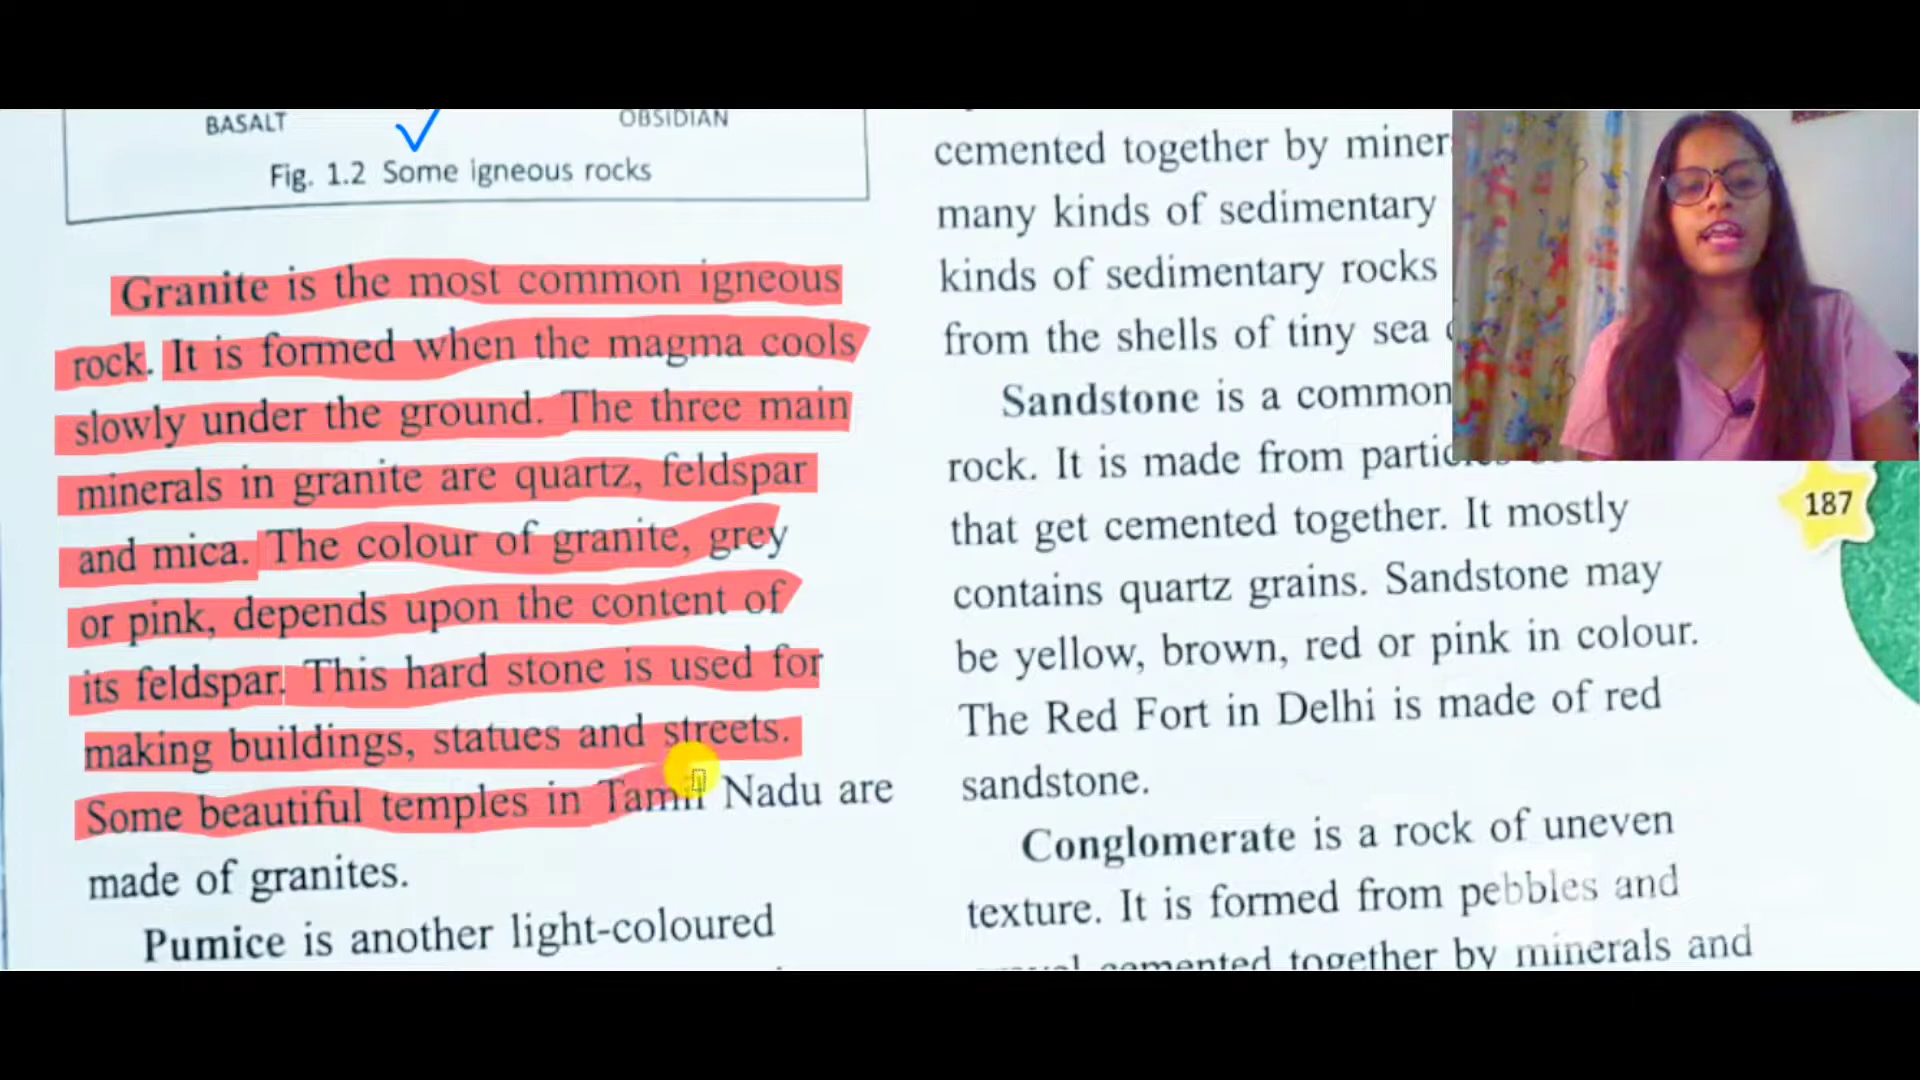 BASALT
OBSIDIAN
Fig. 1.2 Some igneous rocks
Granite is the most common igneous
rock. It is formed when the magma cools
slowly under the ground. The three main
minerals in granite are quartz, feldspar
and mica. The colour of granite, grey
or pink, depends upon the content of
its feldspar. This hard stone is used for
making buildings, statues and streets.
Some beautiful temples in Tamil Nadu are
made of granites.
Pumice is another light-coloured
cemented together by
many kinds of sedimentary
kinds of sedimentary rocks
from the shells of tiny sea
Sandstone is a common
rock. It is made from
that get cemented together. It mostly
contains quartz grains. Sandstone may
be yellow, brown, red or pink in colour.
The Red Fort in Delhi is made of red
sandstone.
Conglomerate is a rock of uneven
texture. It is formed from pebbles and
cemented together by minerals and
187